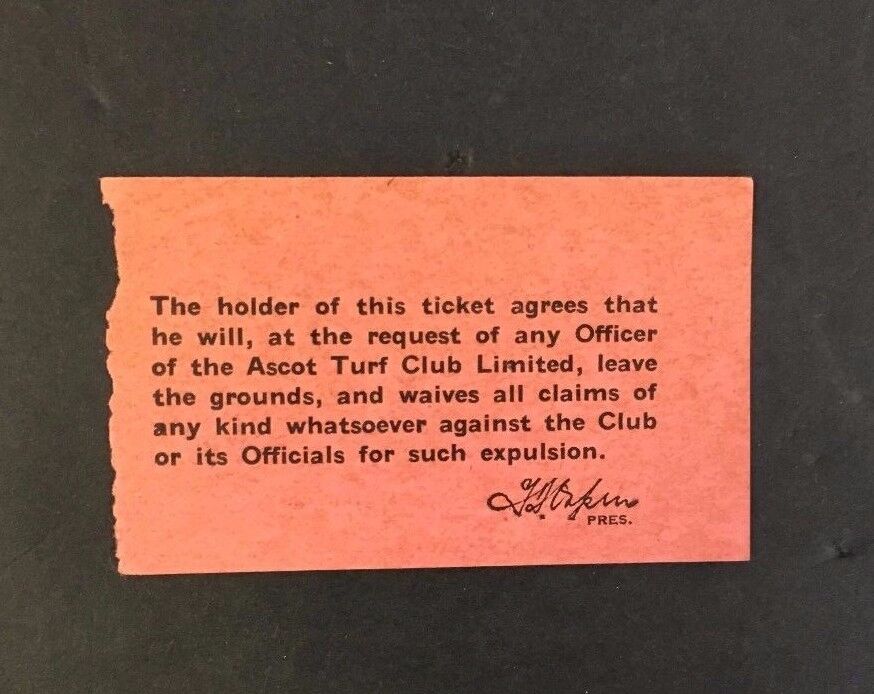 The holder of this ticket agrees that
he will, at the request of any Officer
of the Ascot Turf Club Limited, leave
the grounds, and waives all claims of
any kind whatsoever against the Club
or its Officials for such expulsion.
PRES.